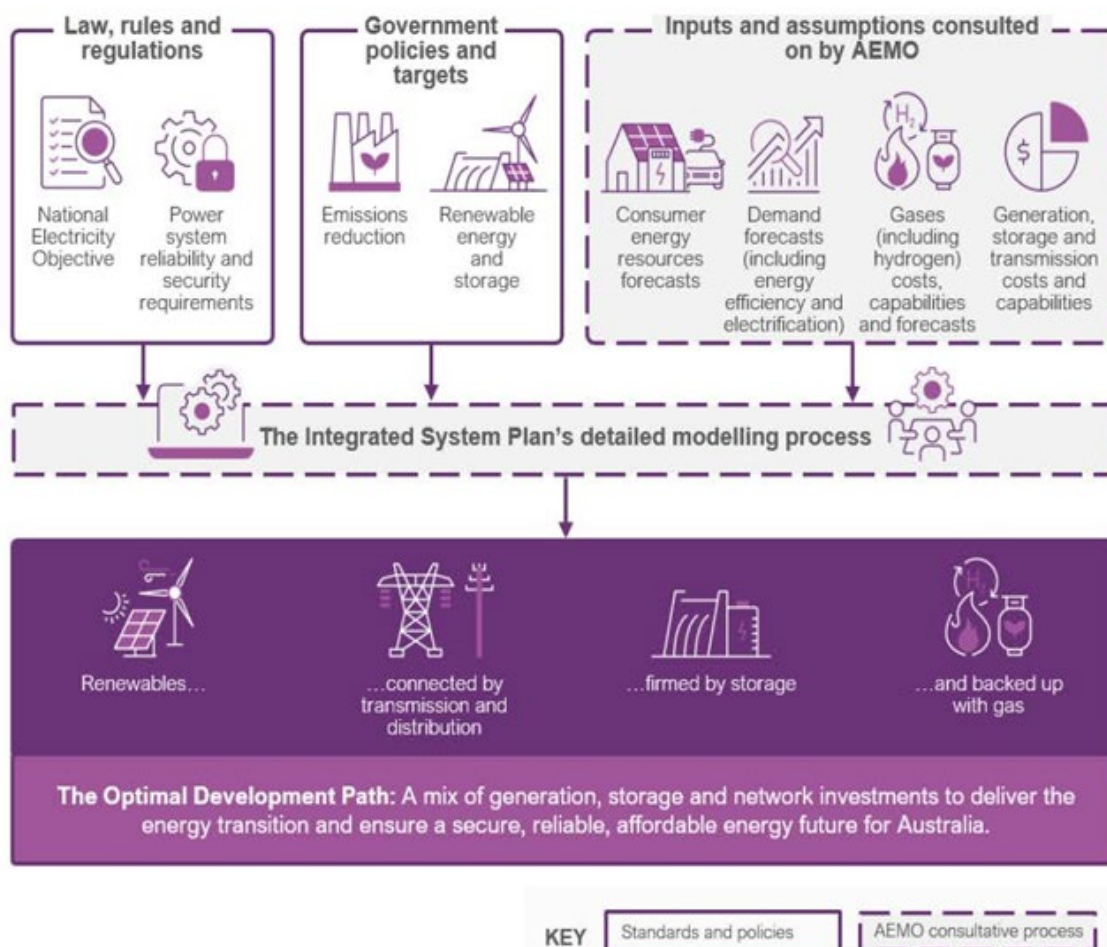 Law, rules and
regulations
National
Electricity
Objective
Power
system
reliability and
security
requirements
Government
policies and
targets
Emissions
reduction
Renewable
energy
and
storage
Inputs and assumptions consulted
on by AEMO
Consumer
energy
resources
forecasts
Demand
forecasts
(including
energy
efficiency and
electrification)
H₂
Gases
(including
hydrogen)
costs,
capabilities
and forecasts
$
Generation,
storage and
transmission
costs and
capabilities
The Integrated System Plan's detailed modelling process
Renewables...
...connected by
transmission and
distribution
...firmed by storage
H₂
...and backed up
with gas
The Optimal Development Path: A mix of generation, storage and network investments to deliver the
energy transition and ensure a secure, reliable, affordable energy future for Australia.
KEY
Standards and policies
AEMO consultative process